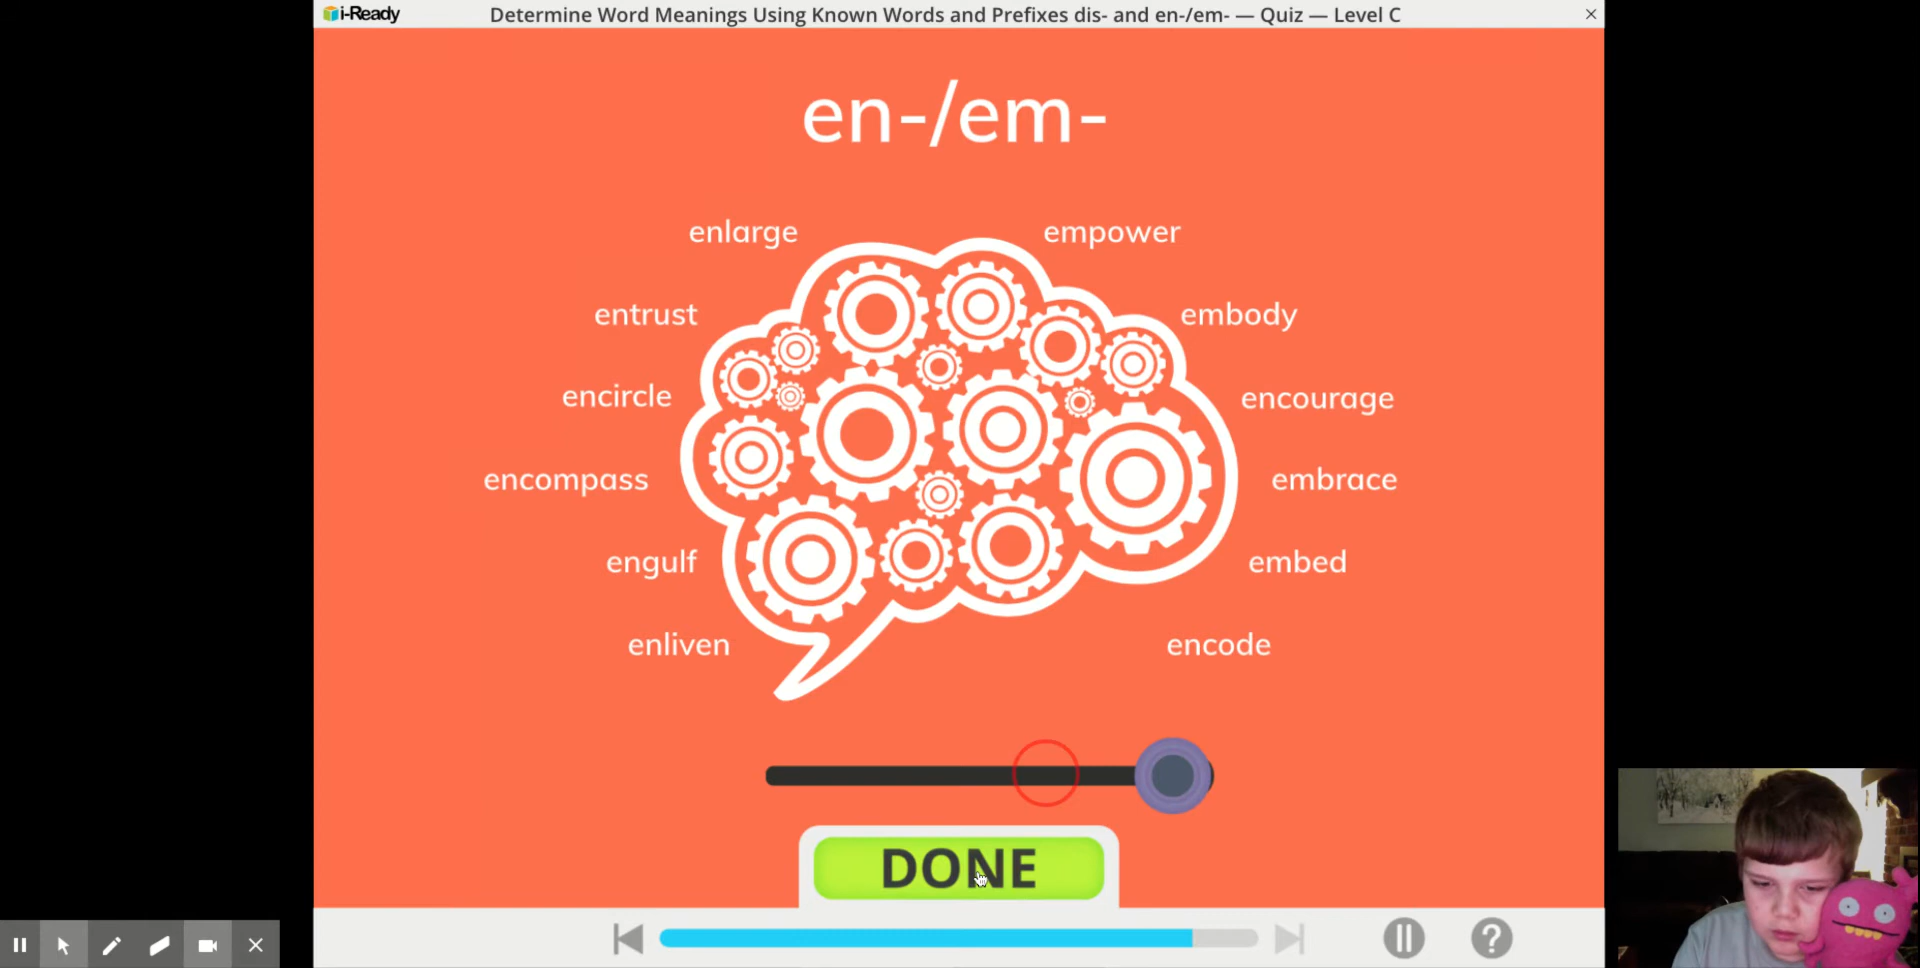 i-Ready
Determine Word Meanings Using Known Words and Prefixes dis- and en-/em- — Quiz — Level C
en-/em-
enlarge
empower
entrust
embody
encircle
encourage
encompass
embrace
engulf
embed
enliven
encode
DONE